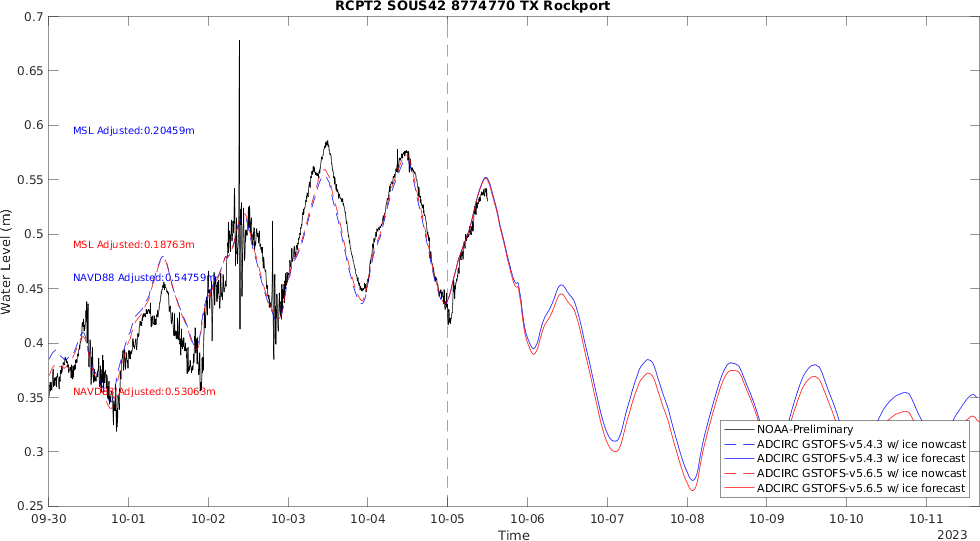 RCPT2 SOUS42 8774770 TX Rockport
0.7
0.65
0.6
0.55
0.5
0.45
0.4
0.35
0.3
0.25
Water Level (m)
MSL Adjusted:0.20459m
MSL Adjusted:0.18763m
NAVD88 Adjusted:0.54759m
NAVD88 Adjusted:0.53063m
NOAA-Preliminary
ADCIRC GSTOFS-v5.4.3 w/ ice nowcast
ADCIRC GSTOFS-v5.4.3 w/ ice forecast
ADCIRC GSTOFS-v5.6.5 w/ ice nowcast
ADCIRC GSTOFS-v5.6.5 w/ ice forecast
09-30 10-01 10-02 10-03 10-04 10-05 10-06 10-07 10-08 10-09 10-10 10-11
Time
2023